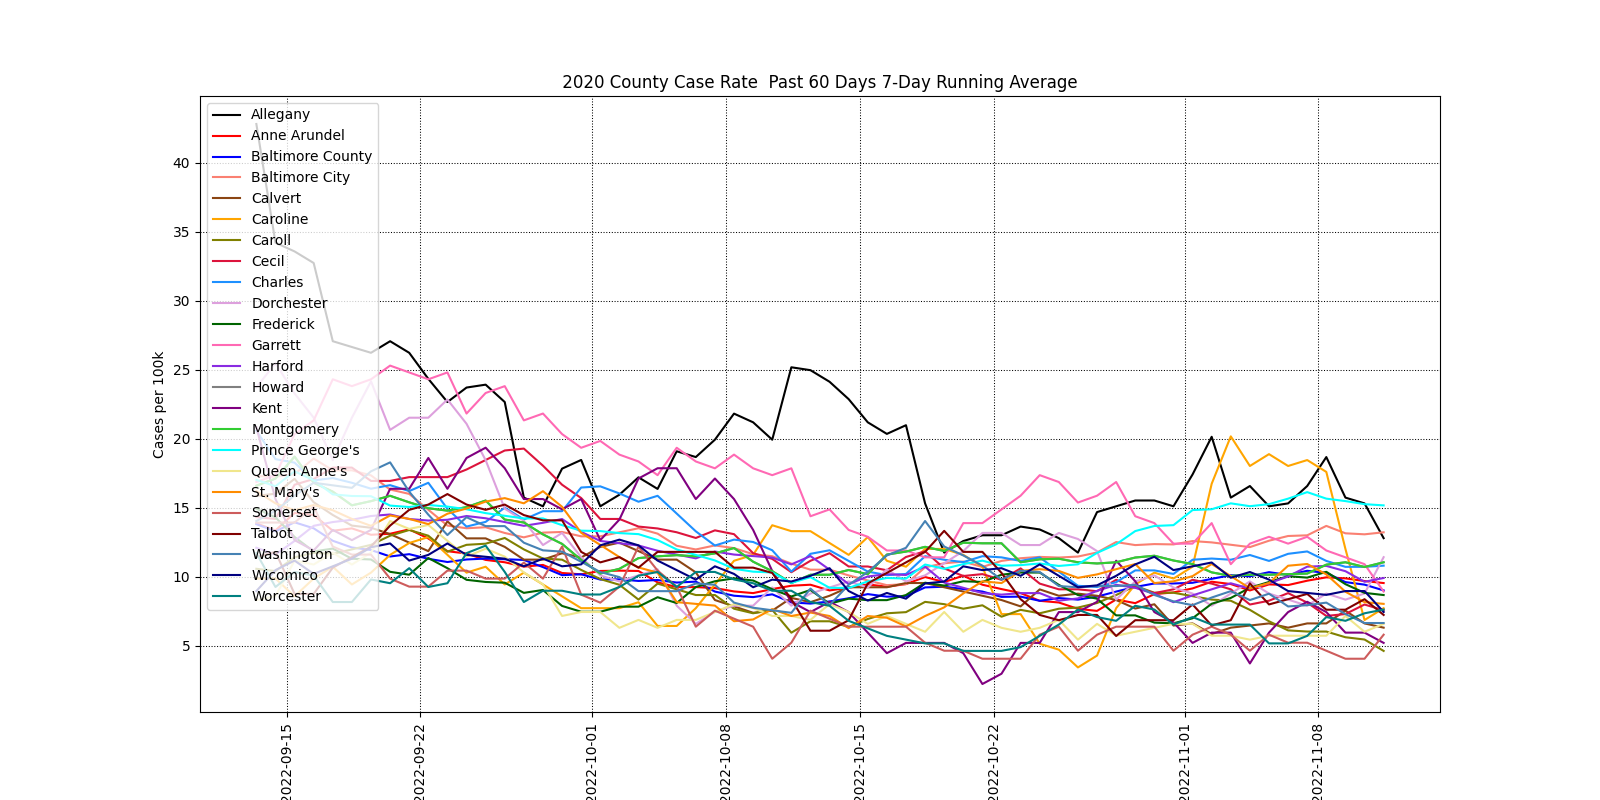 2020 County Case Rate  Past 60 Days 7-Day Running Average
Cases per 100k
40
35
30
25
20
15
10
5
Allegany
Anne Arundel
Baltimore County
Baltimore City
Calvert
Caroline
Caroll
Cecil
Charles
Dorchester
Frederick
Garrett
Harford
Howard
Kent
Montgomery
Prince George's
Queen Anne's
St. Mary's
Somerset
Talbot
Washington
Wicomico
Worcester
2022-09-15
2022-09-22
2022-10-01
2022-10-08
2022-10-15
2022-10-22
2022-11-01
2022-11-08